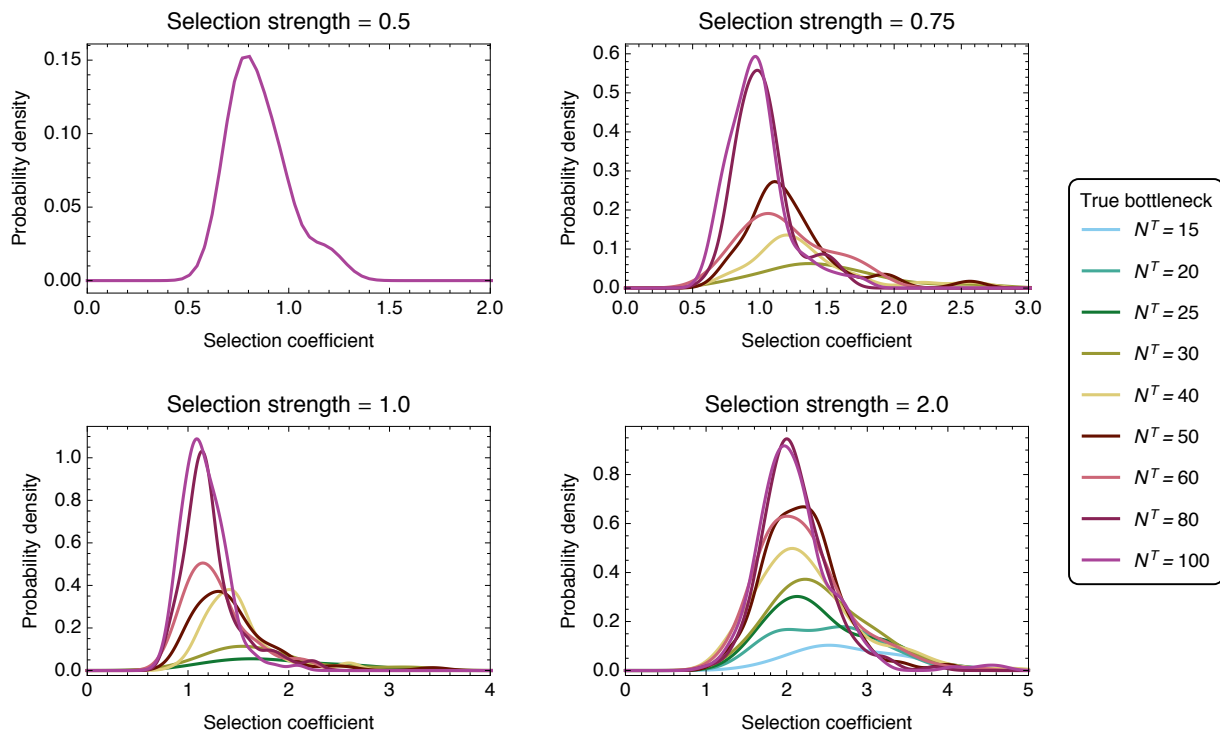 Selection strength = 0.5
Probability density
0.15
0.10
0.05
0.00
0.0 0.5 1.0 1.5 2.0
Selection coefficient
Selection strength = 0.75
Probability density
0.6
0.5
0.4
0.3
0.2
0.1
0.0
0.0 0.5 1.0 1.5 2.0 2.5 3.0
Selection coefficient
Selection strength = 1.0
Probability density
1.0
0.8
0.6
0.4
0.2
0.0
0 1 2 3 4
Selection coefficient
Selection strength = 2.0
Probability density
0.8
0.6
0.4
0.2
0.0
0 1 2 3 4 5
Selection coefficient
True bottleneck
N^T = 15
N^T = 20
N^T = 25
N^T = 30
N^T = 40
N^T = 50
N^T = 60
N^T = 80
N^T = 100